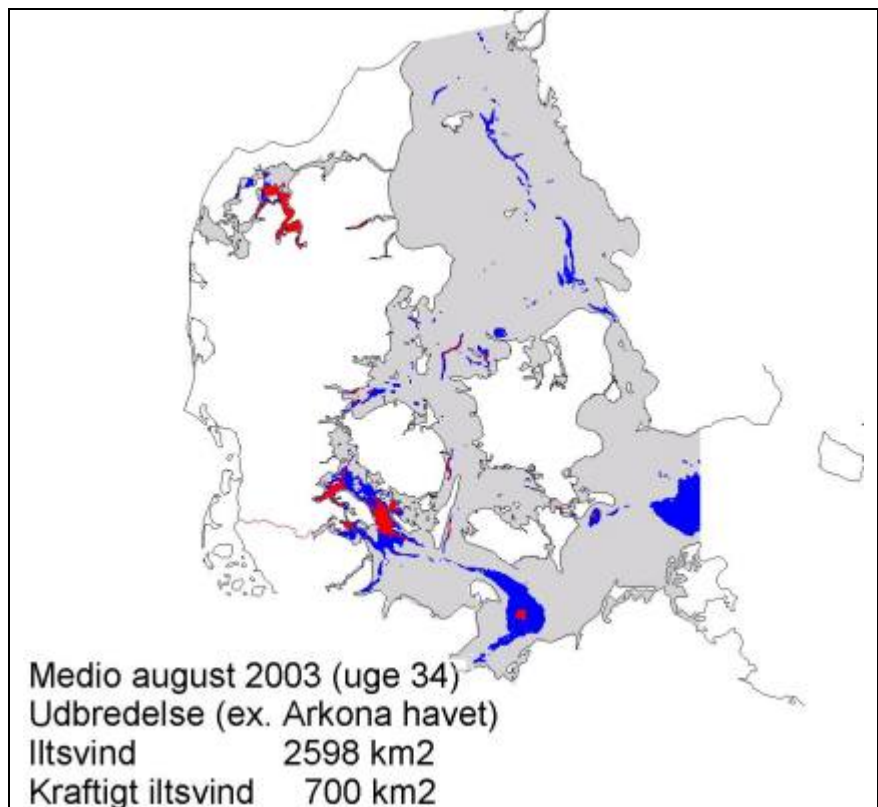 Medio august 2003 (uge 34)
Udbredelse (ex. Arkona havet)
Iltsvind 2598 km2
Kraftigt iltsvind 700 km2